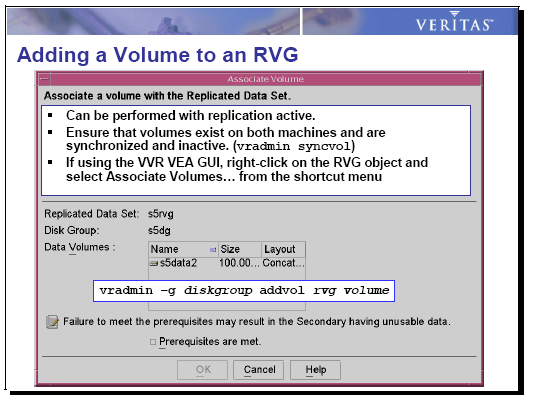 VERITAS™
Adding a Volume to an RVG
Associate Volume
Associate a volume with the Replicated Data Set.
▪ Can be performed with replication active.
▪ Ensure that volumes exist on both machines and are
synchronized and inactive. (vradmin syncvol)
▪ If using the VVR VEA GUI, right-click on the RVG object and
select Associate Volumes… from the shortcut menu
Replicated Data Set: s5rvg
Disk Group: s5dg
Data Volumes : Name Size Layout
s5data2 100.00... Concat...
vradmin -g diskgroup addvol rvg volume
Failure to meet the prerequisites may result in the Secondary having unusable data.
Prerequisites are met.
OK Cancel Help